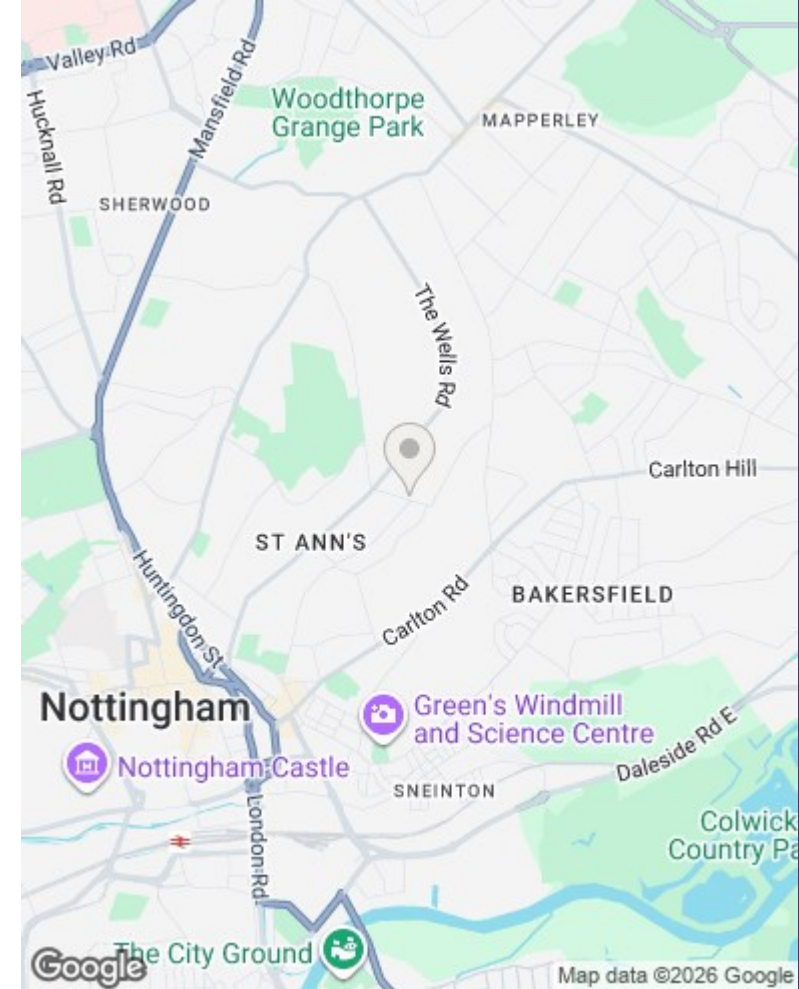 Valley Rd
Mansfield Rd
Hucknall Rd
Woodthorpe
Grange Park
MAPPERLEY
SHERWOOD
The Wells Rd
Carlton Hill
ST ANN'S
Huntingdon St
Carlton Rd
BAKERSFIELD
Nottingham
Green's Windmill
and Science Centre
Daleside Rd E
Nottingham Castle
SNEINTON
London Rd
Colwick
Country Pa
The City Ground
Google
Map data ©2026 Google